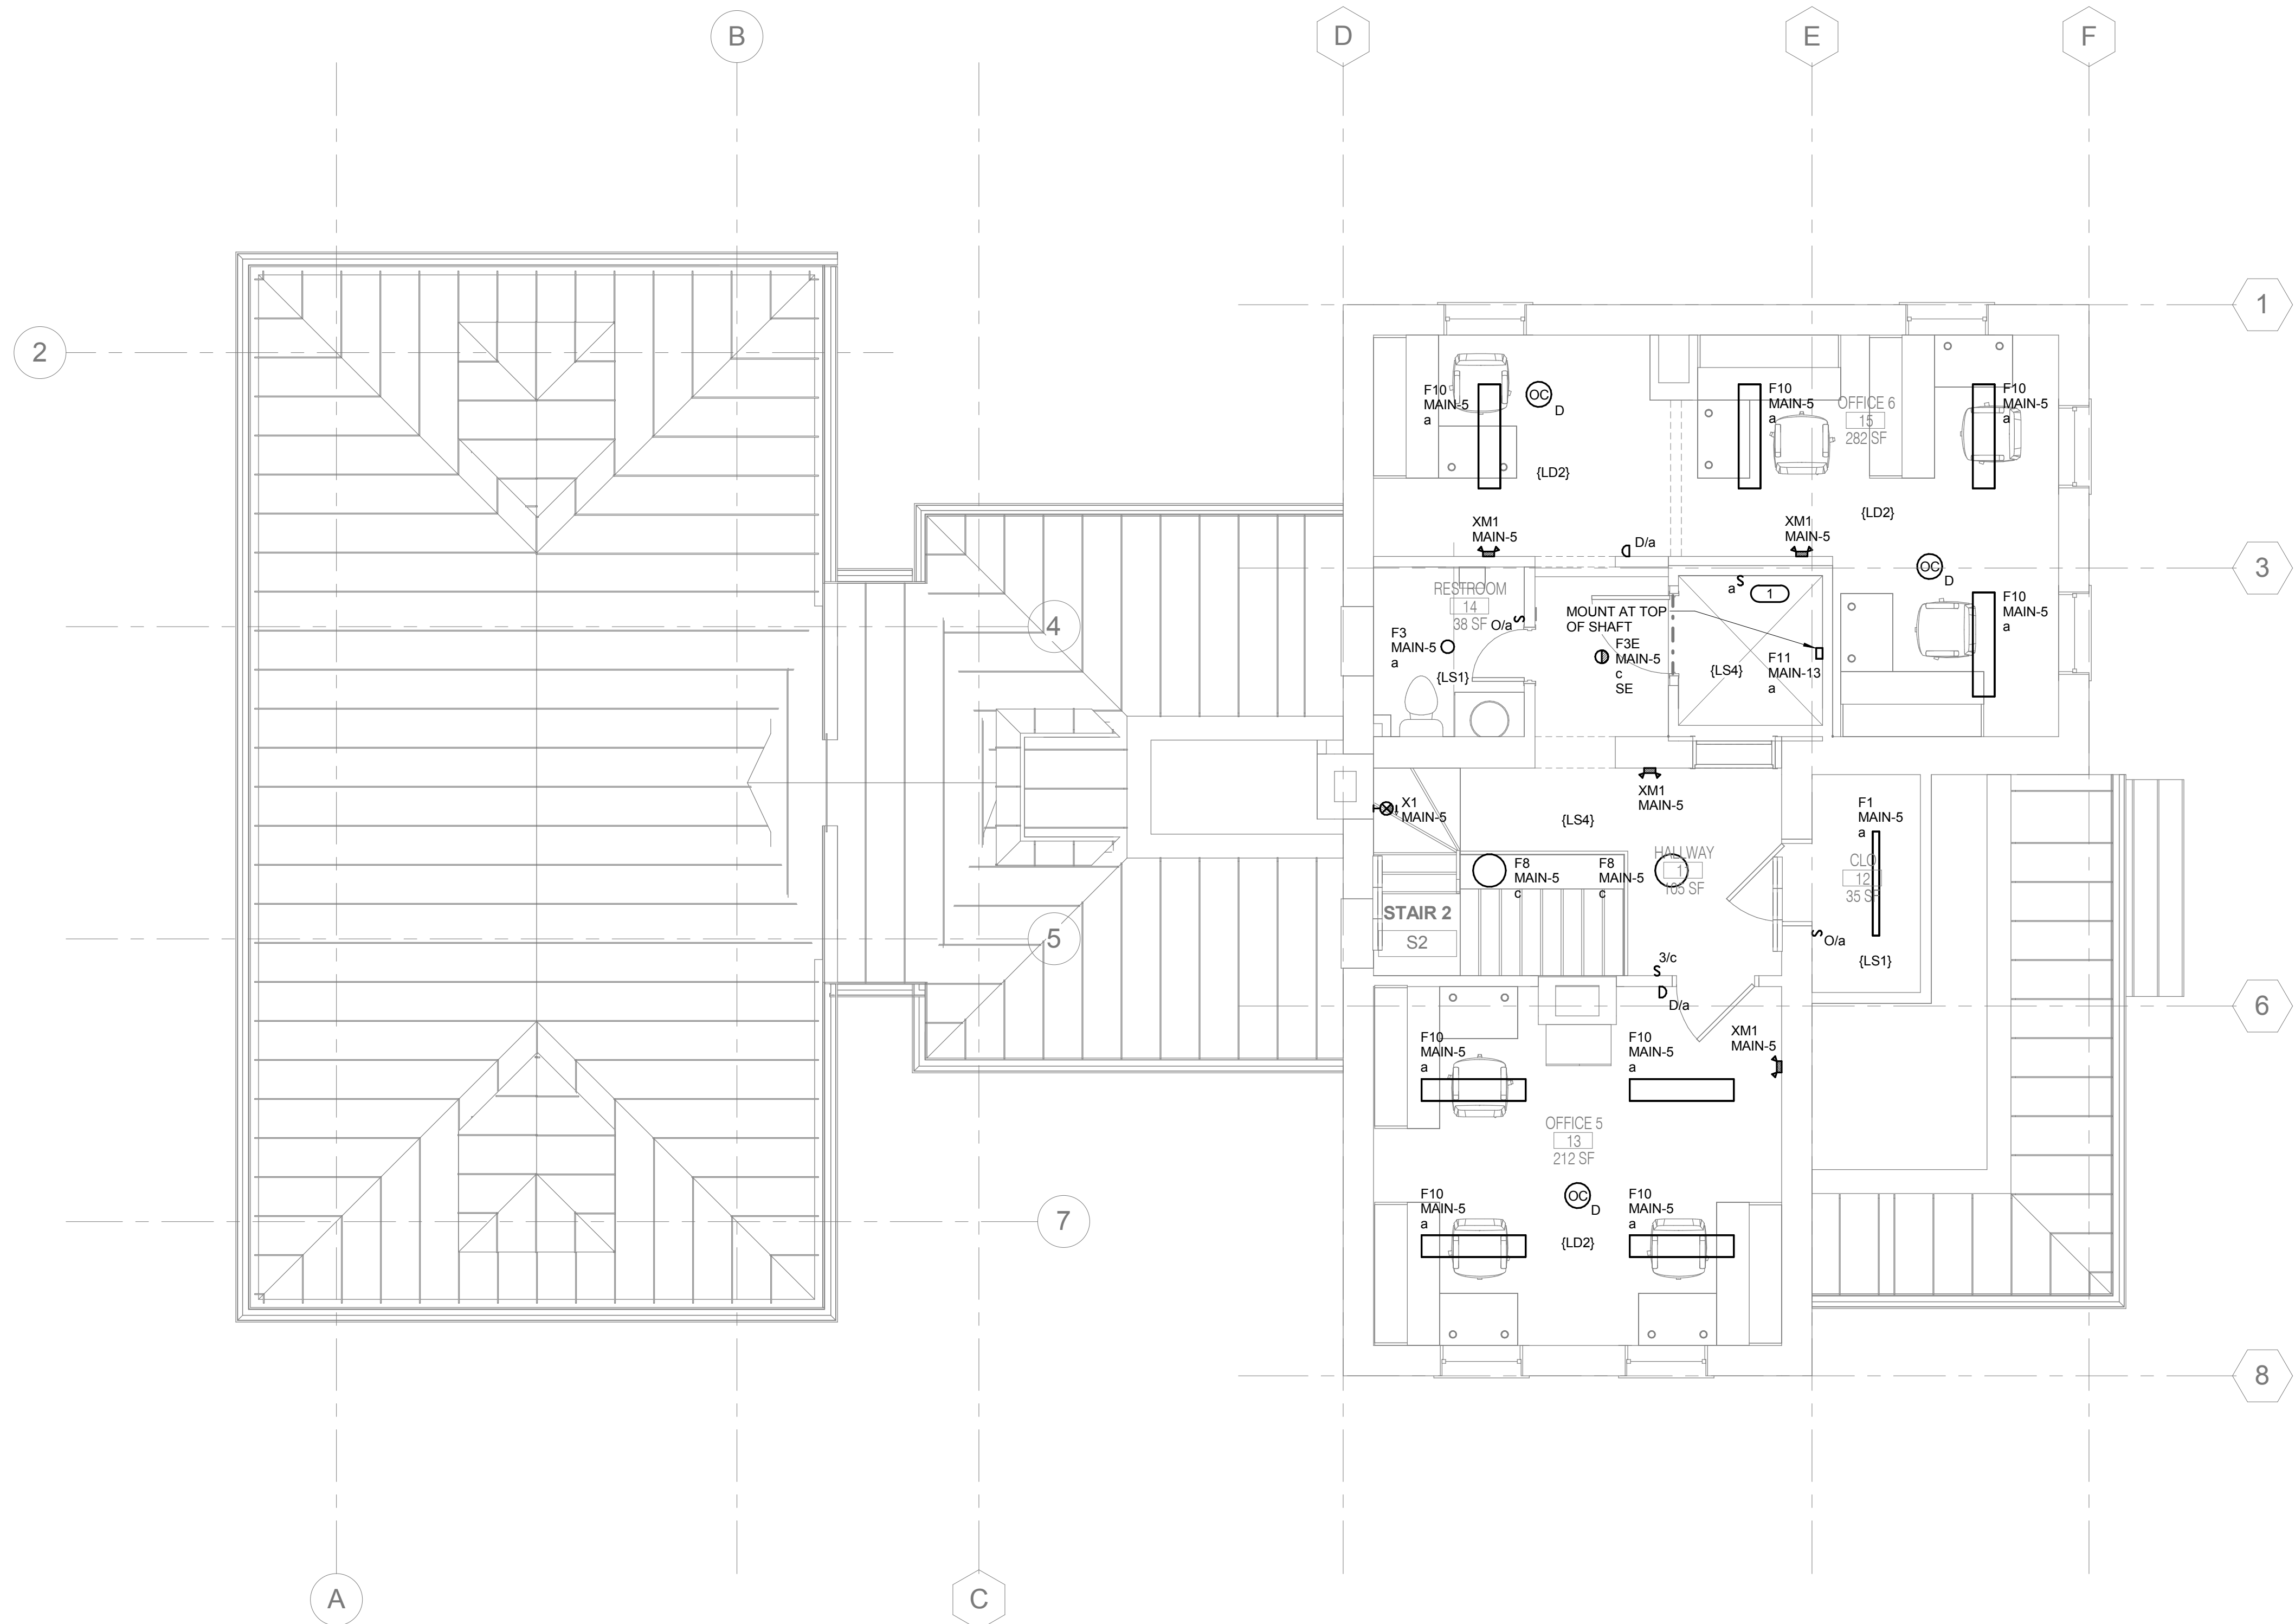 A
B
C
D
E
F
1
2
3
4
5
6
7
8
F10
MAIN-5
a
OC
D
{LD2}
F10
MAIN-5
a
OFFICE 6
15
282 SF
F10
MAIN-5
a
{LD2}
XM1
MAIN-5
D/a
XM1
MAIN-5
OC
D
F10
MAIN-5
a
RESTROOM
14
38 SF
O/a
S
F3
MAIN-5
a
{LS1}
MOUNT AT TOP
OF SHAFT
F3E
MAIN-5
c
SE
a
S
1
{LS4}
F11
MAIN-13
a
X1
MAIN-5
XM1
MAIN-5
{LS4}
F8
MAIN-5
c
F8
MAIN-5
c
HALLWAY
105 SF
F1
MAIN-5
a
CLO
12
35 SF
S
O/a
{LS1}
STAIR 2
S2
3/c
S
D
D/a
XM1
MAIN-5
F10
MAIN-5
a
F10
MAIN-5
a
OFFICE 5
13
212 SF
OC
D
{LD2}
F10
MAIN-5
a
F10
MAIN-5
a